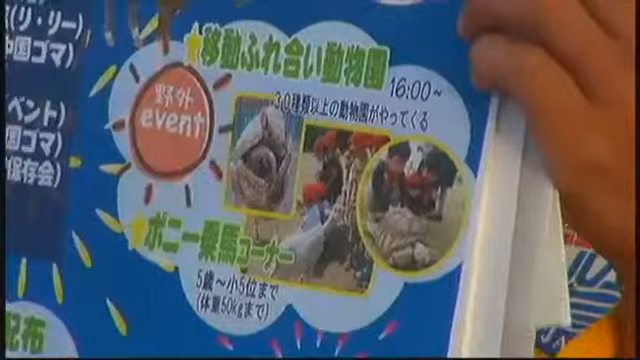 (リ・リー)
中国ゴマ)
ベント)
国ゴマ)
保存会)
配布
野外
event
移動ふれ合い動物園
16:00~
30種類以上の動物園がやってくる
ポニー乗馬コーナー
5歳~小5位まで
(体重50kgまで)